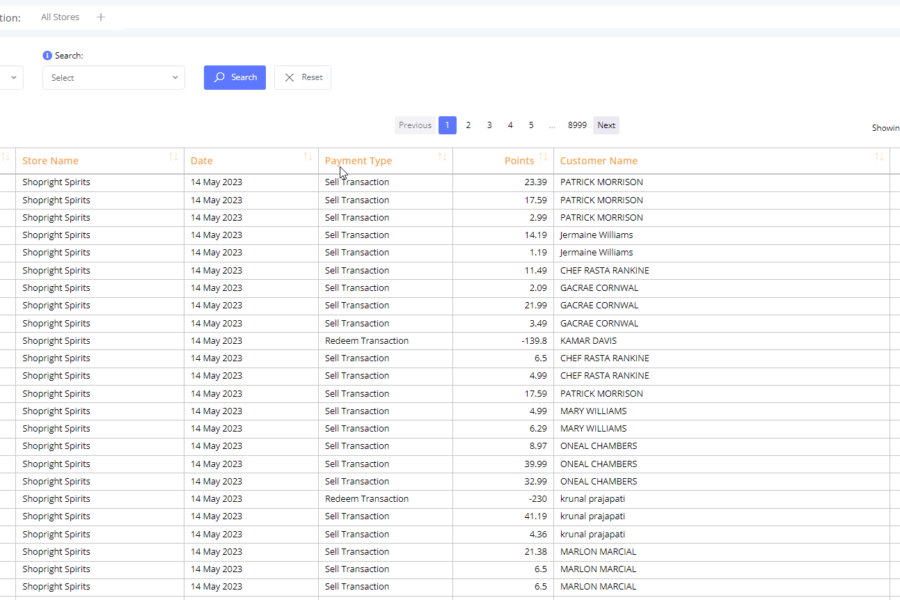 tion: All Stores +
Search:
Select Search Reset
Previous 1 2 3 4 5 ... 8999 Next
Showin
Store Name Date Payment Type Points Customer Name
Shopright Spirits 14 May 2023 Sell Transaction 23.39 PATRICK MORRISON
Shopright Spirits 14 May 2023 Sell Transaction 17.59 PATRICK MORRISON
Shopright Spirits 14 May 2023 Sell Transaction 2.99 PATRICK MORRISON
Shopright Spirits 14 May 2023 Sell Transaction 14.19 Jermaine Williams
Shopright Spirits 14 May 2023 Sell Transaction 1.19 Jermaine Williams
Shopright Spirits 14 May 2023 Sell Transaction 11.49 CHEF RASTA RANKINE
Shopright Spirits 14 May 2023 Sell Transaction 2.09 GACRAE CORNWAL
Shopright Spirits 14 May 2023 Sell Transaction 21.99 GACRAE CORNWAL
Shopright Spirits 14 May 2023 Sell Transaction 3.49 GACRAE CORNWAL
Shopright Spirits 14 May 2023 Redeem Transaction -139.8 KAMAR DAVIS
Shopright Spirits 14 May 2023 Sell Transaction 6.5 CHEF RASTA RANKINE
Shopright Spirits 14 May 2023 Sell Transaction 4.99 CHEF RASTA RANKINE
Shopright Spirits 14 May 2023 Sell Transaction 17.59 PATRICK MORRISON
Shopright Spirits 14 May 2023 Sell Transaction 4.99 MARY WILLIAMS
Shopright Spirits 14 May 2023 Sell Transaction 6.29 MARY WILLIAMS
Shopright Spirits 14 May 2023 Sell Transaction 8.97 ONEAL CHAMBERS
Shopright Spirits 14 May 2023 Sell Transaction 39.99 ONEAL CHAMBERS
Shopright Spirits 14 May 2023 Sell Transaction 32.99 ONEAL CHAMBERS
Shopright Spirits 14 May 2023 Redeem Transaction -230 krunal prajapati
Shopright Spirits 14 May 2023 Sell Transaction 41.19 krunal prajapati
Shopright Spirits 14 May 2023 Sell Transaction 4.36 krunal prajapati
Shopright Spirits 14 May 2023 Sell Transaction 21.38 MARLON MARCIAL
Shopright Spirits 14 May 2023 Sell Transaction 6.5 MARLON MARCIAL
Shopright Spirits 14 May 2023 Sell Transaction 6.5 MARLON MARCIAL